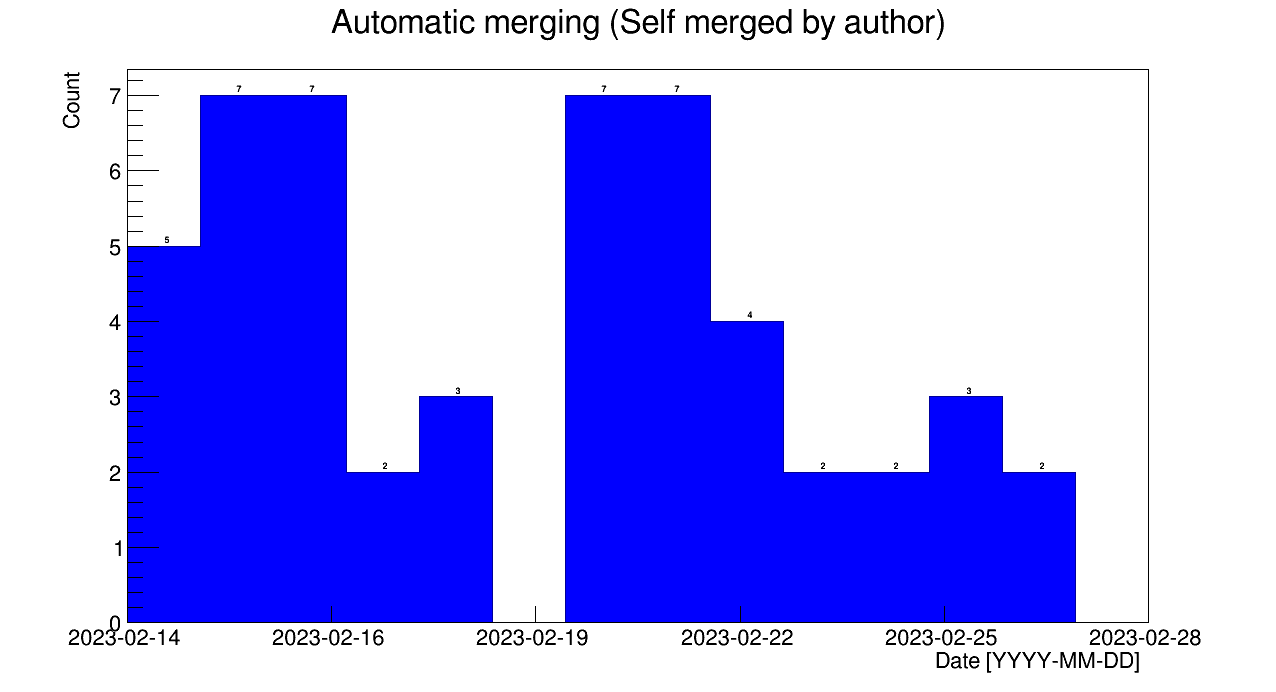 Automatic merging (Self merged by author)
Count
7 7 7 7
7
6
5
5
4
4
3 3
3
2 2 2 2
2
1
0
2023-02-14 2023-02-16 2023-02-19 2023-02-22 2023-02-25 2023-02-28
Date [YYYY-MM-DD]